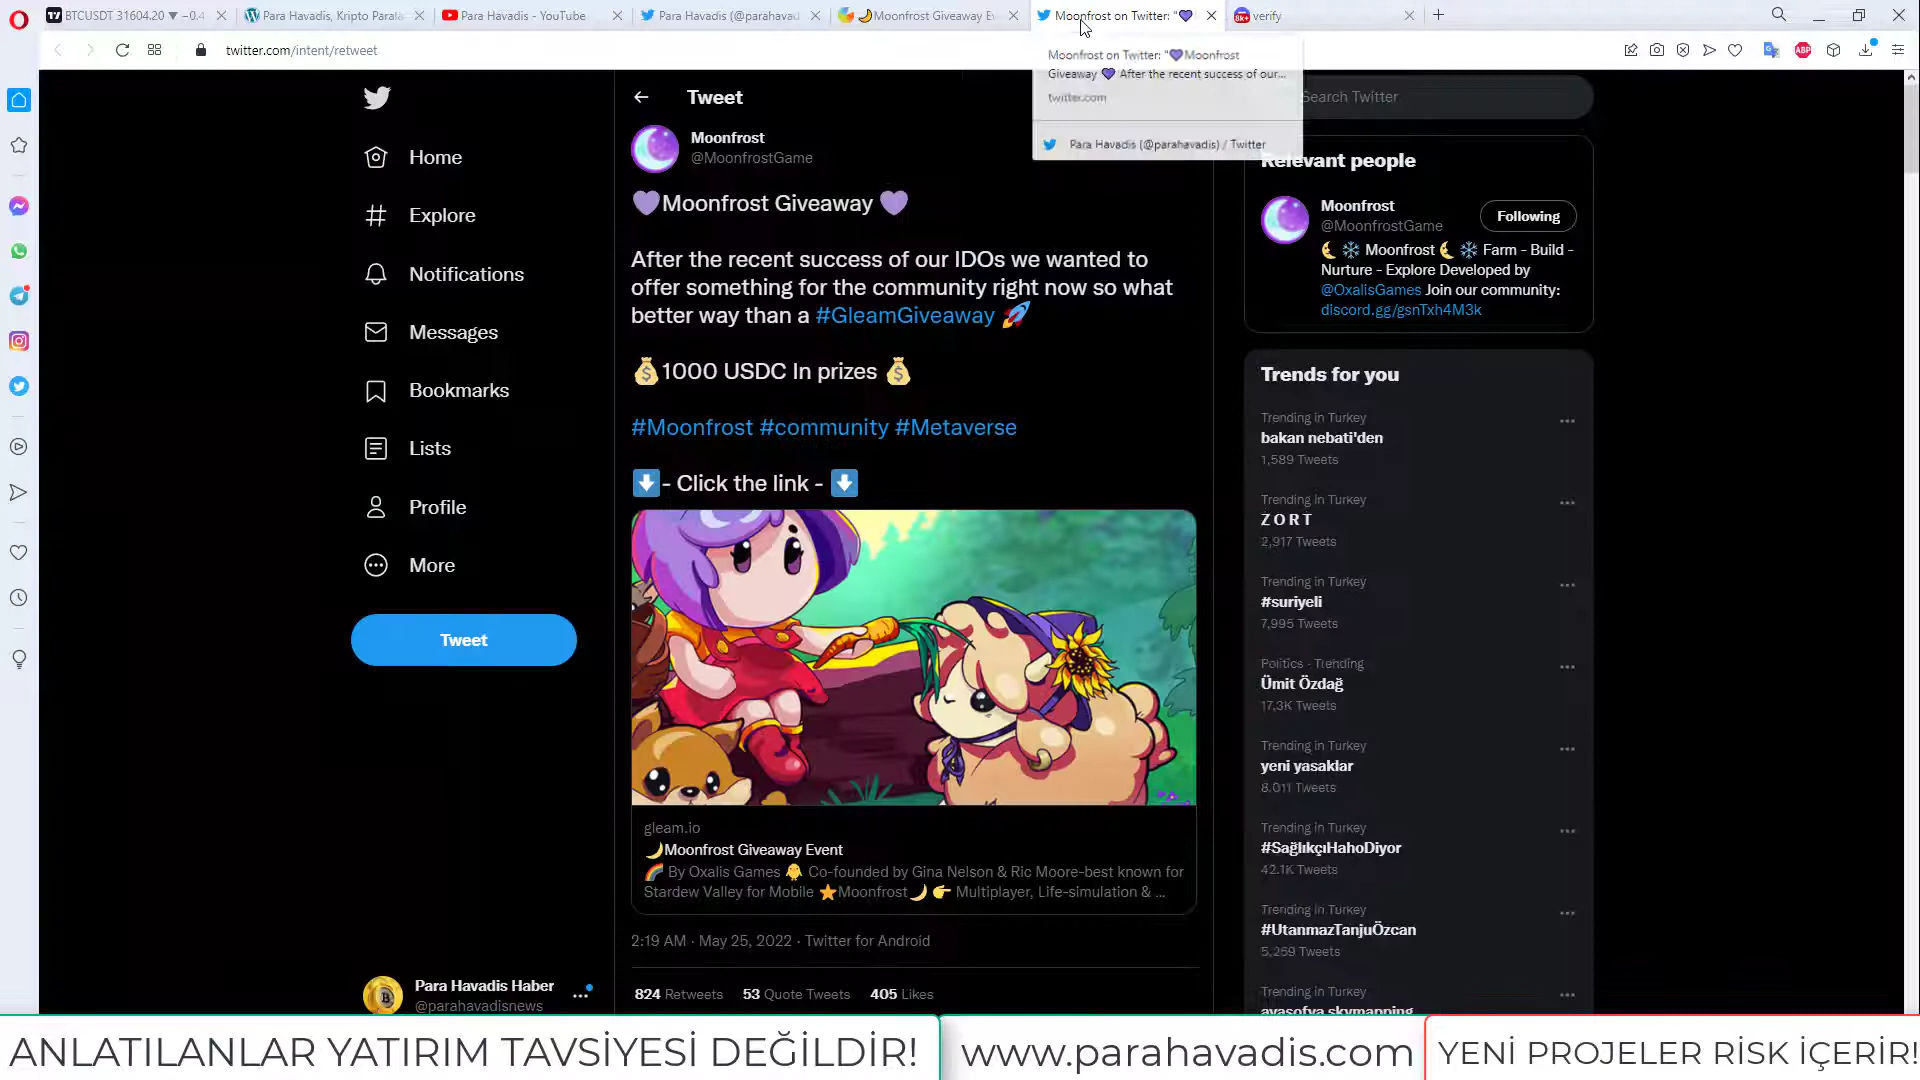 BTCUSDT 31604.20 ▼ −0.4
Para Havadis, Kripto Parala
Para Havadis - YouTube
Para Havadis (@parahavad
🌙Moonfrost Giveaway E
Moonfrost on Twitter: "💜
8k+
verify
twitter.com/intent/retweet
ABP
Moonfrost on Twitter: "💜Moonfrost
Giveaway 💜 After the recent success of our...
twitter.com
Para Havadis (@parahavadis) / Twitter
Home
Explore
Notifications
Messages
Bookmarks
Lists
Profile
More
Tweet
Para Havadis Haber
@parahavadisnews
Tweet
Moonfrost
@MoonfrostGame
💜Moonfrost Giveaway 💜
After the recent success of our IDOs we wanted to
offer something for the community right now so what
better way than a #GleamGiveaway 🚀
💰1000 USDC In prizes 💰
#Moonfrost #community #Metaverse
⬇- Click the link - ⬇
gleam.io
🌙Moonfrost Giveaway Event
🌈 By Oxalis Games 🐥 Co-founded by Gina Nelson & Ric Moore-best known for
Stardew Valley for Mobile ⭐Moonfrost🌙 👉 Multiplayer, Life-simulation & ...
2:19 AM · May 25, 2022 · Twitter for Android
824 Retweets 53 Quote Tweets 405 Likes
Search Twitter
Relevant people
Moonfrost
@MoonfrostGame
Following
🌜❄ Moonfrost 🌜❄ Farm - Build -
Nurture - Explore Developed by
@OxalisGames Join our community:
discord.gg/gsnTxh4M3k
Trends for you
Trending in Turkey
bakan nebati'den
1,589 Tweets
Trending in Turkey
Z O R T
2,917 Tweets
Trending in Turkey
#suriyeli
7,995 Tweets
Politics · Trending
Ümit Özdağ
17,3K Tweets
Trending in Turkey
yeni yasaklar
8.011 Tweets
Trending in Turkey
#SağlıkçıHahoDiyor
42.1K Tweets
Trending in Turkey
#UtanmazTanjuÖzcan
5,259 Tweets
Trending in Turkey
ayasofya skymapping
ANLATILANLAR YATIRIM TAVSİYESİ DEĞİLDİR!
www.parahavadis.com
YENİ PROJELER RİSK İÇERİR!